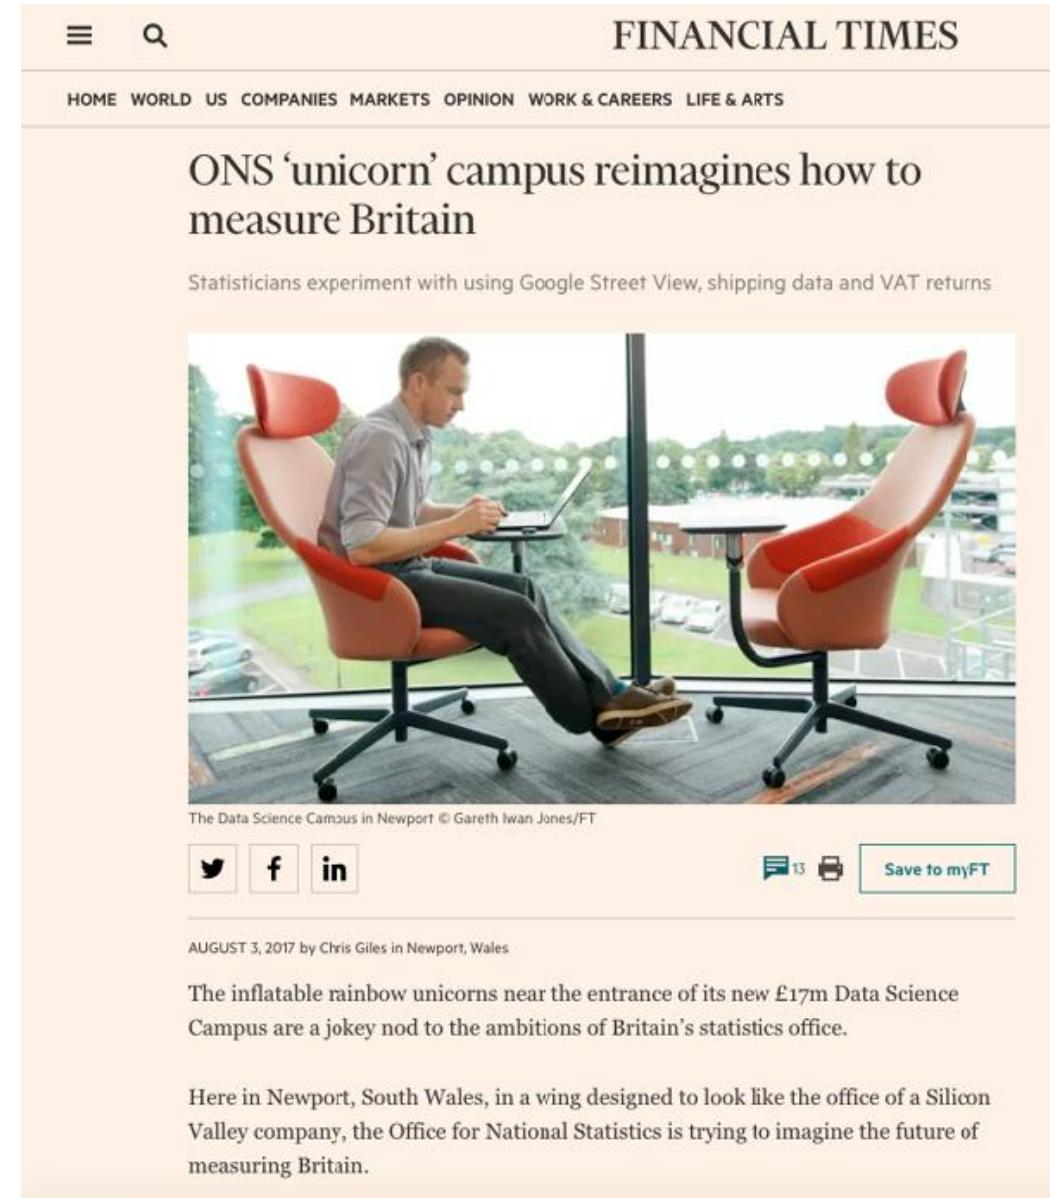 FINANCIAL TIMES
HOME WORLD US COMPANIES MARKETS OPINION WORK & CAREERS LIFE & ARTS
ONS ‘unicorn’ campus reimagines how to
measure Britain
Statisticians experiment with using Google Street View, shipping data and VAT returns
The Data Science Campus in Newport © Gareth Iwan Jones/FT
f in 13 Save to myFT
AUGUST 3, 2017 by Chris Giles in Newport, Wales
The inflatable rainbow unicorns near the entrance of its new £17m Data Science
Campus are a jokey nod to the ambitions of Britain’s statistics office.
Here in Newport, South Wales, in a wing designed to look like the office of a Silicon
Valley company, the Office for National Statistics is trying to imagine the future of
measuring Britain.